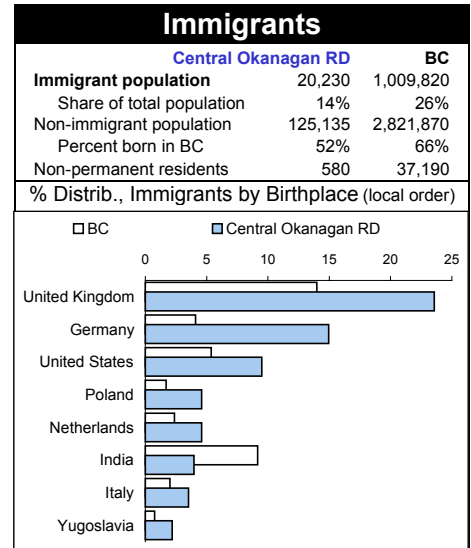 Immigrants
Central Okanagan RD BC
Immigrant population 20,230 1,009,820
Share of total population 14% 26%
Non-immigrant population 125,135 2,821,870
Percent born in BC 52% 66%
Non-permanent residents 580 37,190
% Distrib., Immigrants by Birthplace (local order)
BC Central Okanagan RD
0 5 10 15 20 25
United Kingdom
Germany
United States
Poland
Netherlands
India
Italy
Yugoslavia